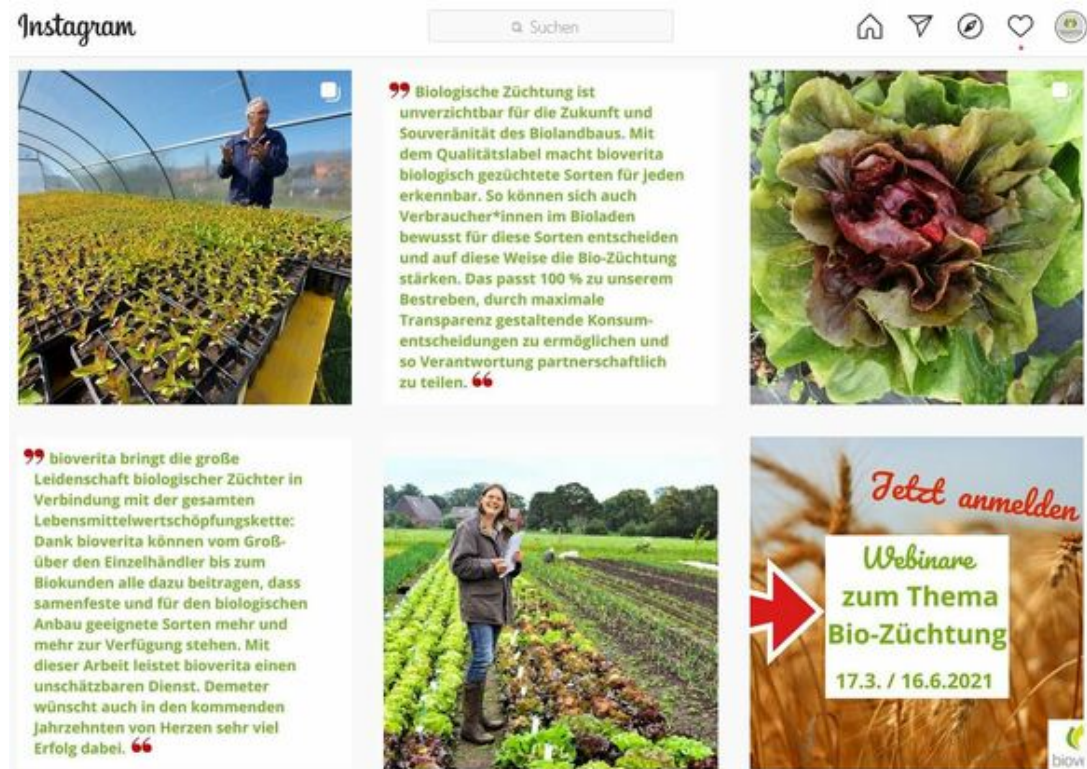 Instagram
Suchen
Biologische Züchtung ist
unverzichtbar für die Zukunft und
Souveränität des Biolandbaus. Mit
dem Qualitätslabel macht bioverita
biologisch gezüchtete Sorten für jeden
erkennbar. So können sich auch
Verbraucher*innen im Bioladen
bewusst für diese Sorten entscheiden
und auf diese Weise die Bio-Züchtung
stärken. Das passt 100 % zu unserem
Bestreben, durch maximale
Transparenz gestaltende Konsum-
entscheidungen zu ermöglichen und
so Verantwortung partnerschaftlich
zu teilen.
bioverita bringt die große
Leidenschaft biologischer Züchter in
Verbindung mit der gesamten
Lebensmittelwertschöpfungskette:
Dank bioverita können vom Groß-
über den Einzelhändler bis zum
Biokunden alle dazu beitragen, dass
samenfeste und für den biologischen
Anbau geeignete Sorten mehr und
mehr zur Verfügung stehen. Mit
dieser Arbeit leistet bioverita einen
unschätzbaren Dienst. Demeter
wünscht auch in den kommenden
Jahrzehnten von Herzen sehr viel
Erfolg dabei.
Jetzt anmelden
Webinare
zum Thema
Bio-Züchtung
17.3. / 16.6.2021